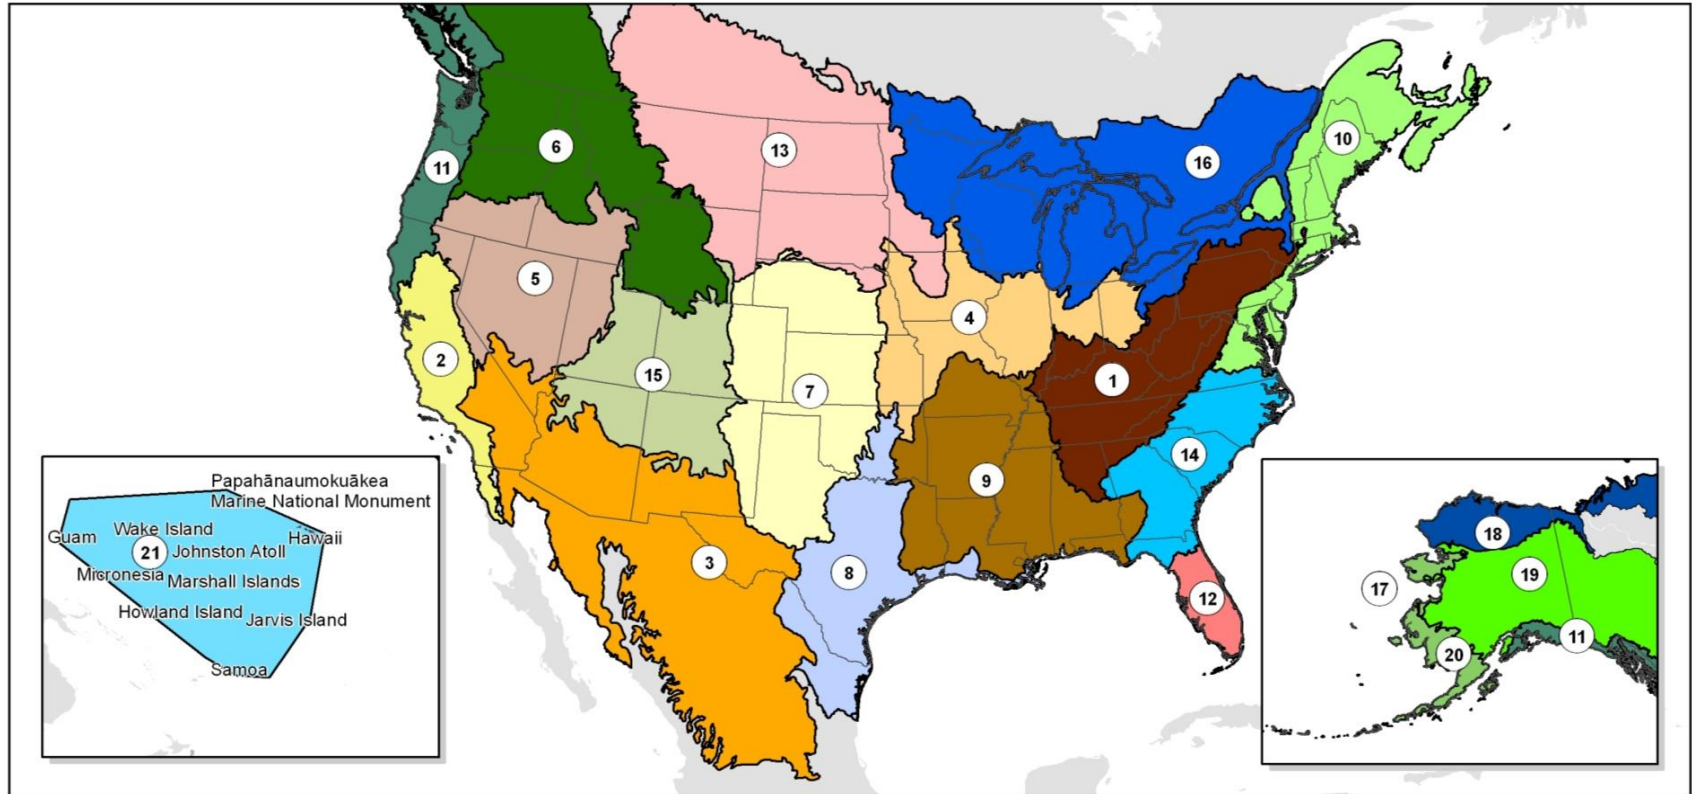 6
13
10
11
16
5
4
2
15
1
7
14
9
3
8
12
Papahānaumokuākea
Marine National Monument
Guam
Wake Island
Hawaii
21
Johnston Atoll
Micronesia
Marshall Islands
Howland Island
Jarvis Island
Samoa
18
17
19
11
20